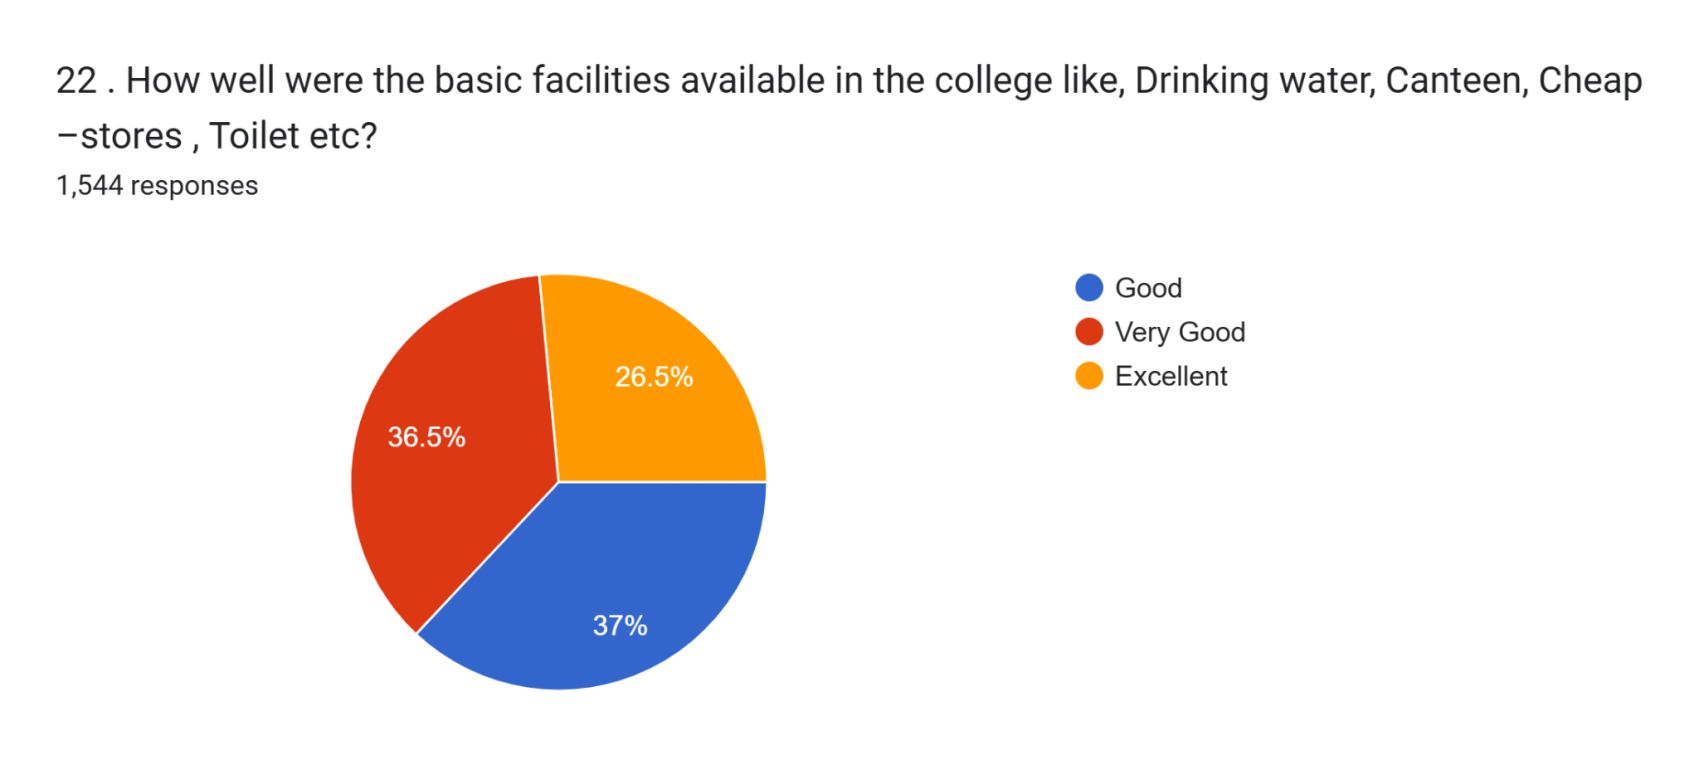 22 . How well were the basic facilities available in the college like, Drinking water, Canteen, Cheap
–stores , Toilet etc?
1,544 responses
Good
Very Good
Excellent
26.5%
36.5%
37%